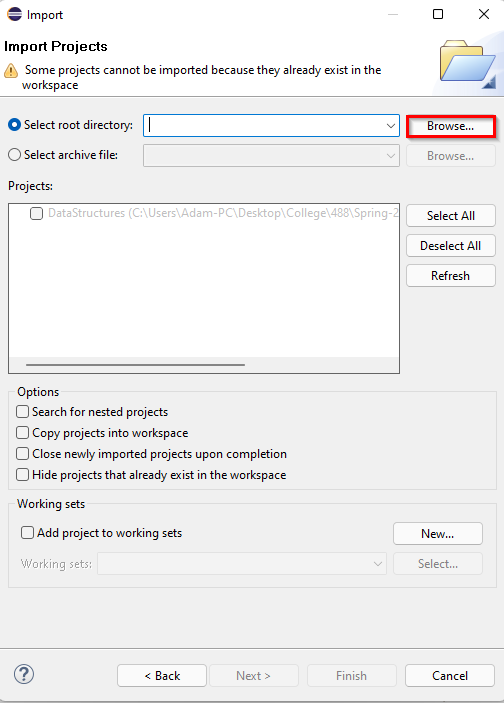 Import
Import Projects
Some projects cannot be imported because they already exist in the
workspace
Select root directory:
Browse...
Select archive file:
Browse...
Projects:
DataStructures (C:\Users\Adam-PC\Desktop\College\488\Spring-2
Select All
Deselect All
Refresh
Options
Search for nested projects
Copy projects into workspace
Close newly imported projects upon completion
Hide projects that already exist in the workspace
Working sets
Add project to working sets
New...
Working sets:
Select...
?
< Back
Next >
Finish
Cancel